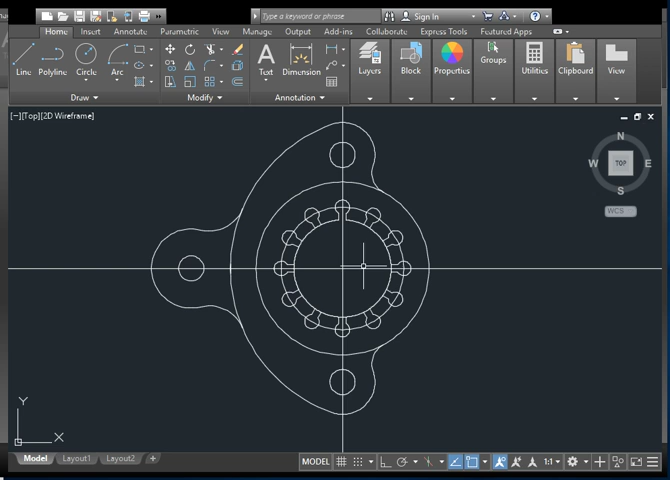 Type a keyword or phrase
Sign In
Home Insert Annotate Parametric View Manage Output Add-ins Collaborate Express Tools Featured Apps
Line Polyline Circle Arc
Text Dimension
Layers Block Properties Groups Utilities Clipboard View
Draw Modify Annotation
[-][Top][2D Wireframe]
N
W TOP E
S
WCS
Y
X
Model Layout1 Layout2 +
MODEL 1:1